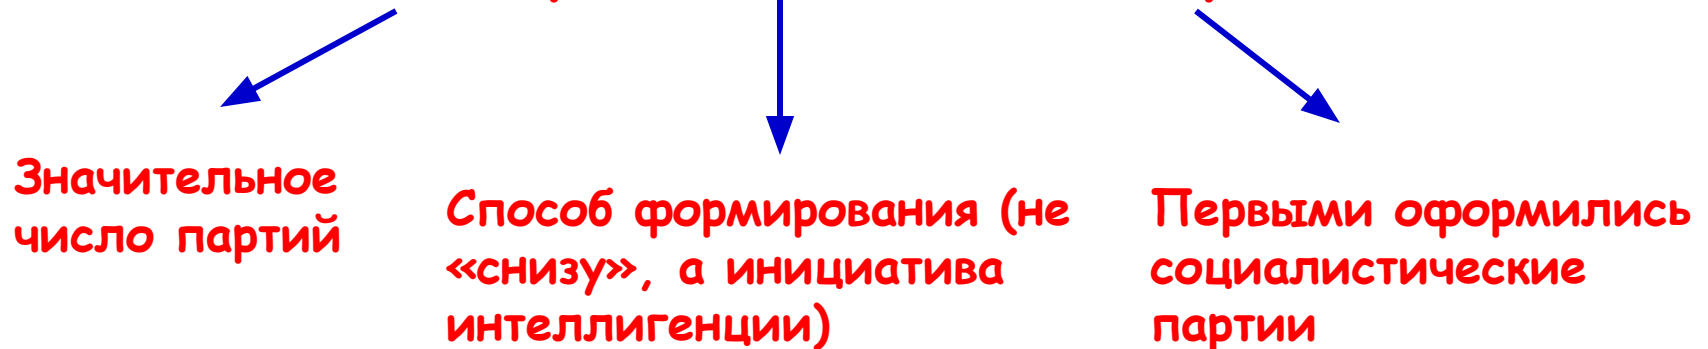 Значительное
число партий
Способ формирования (не
«снизу», а инициатива
интеллигенции)
Первыми оформились
социалистические
партии